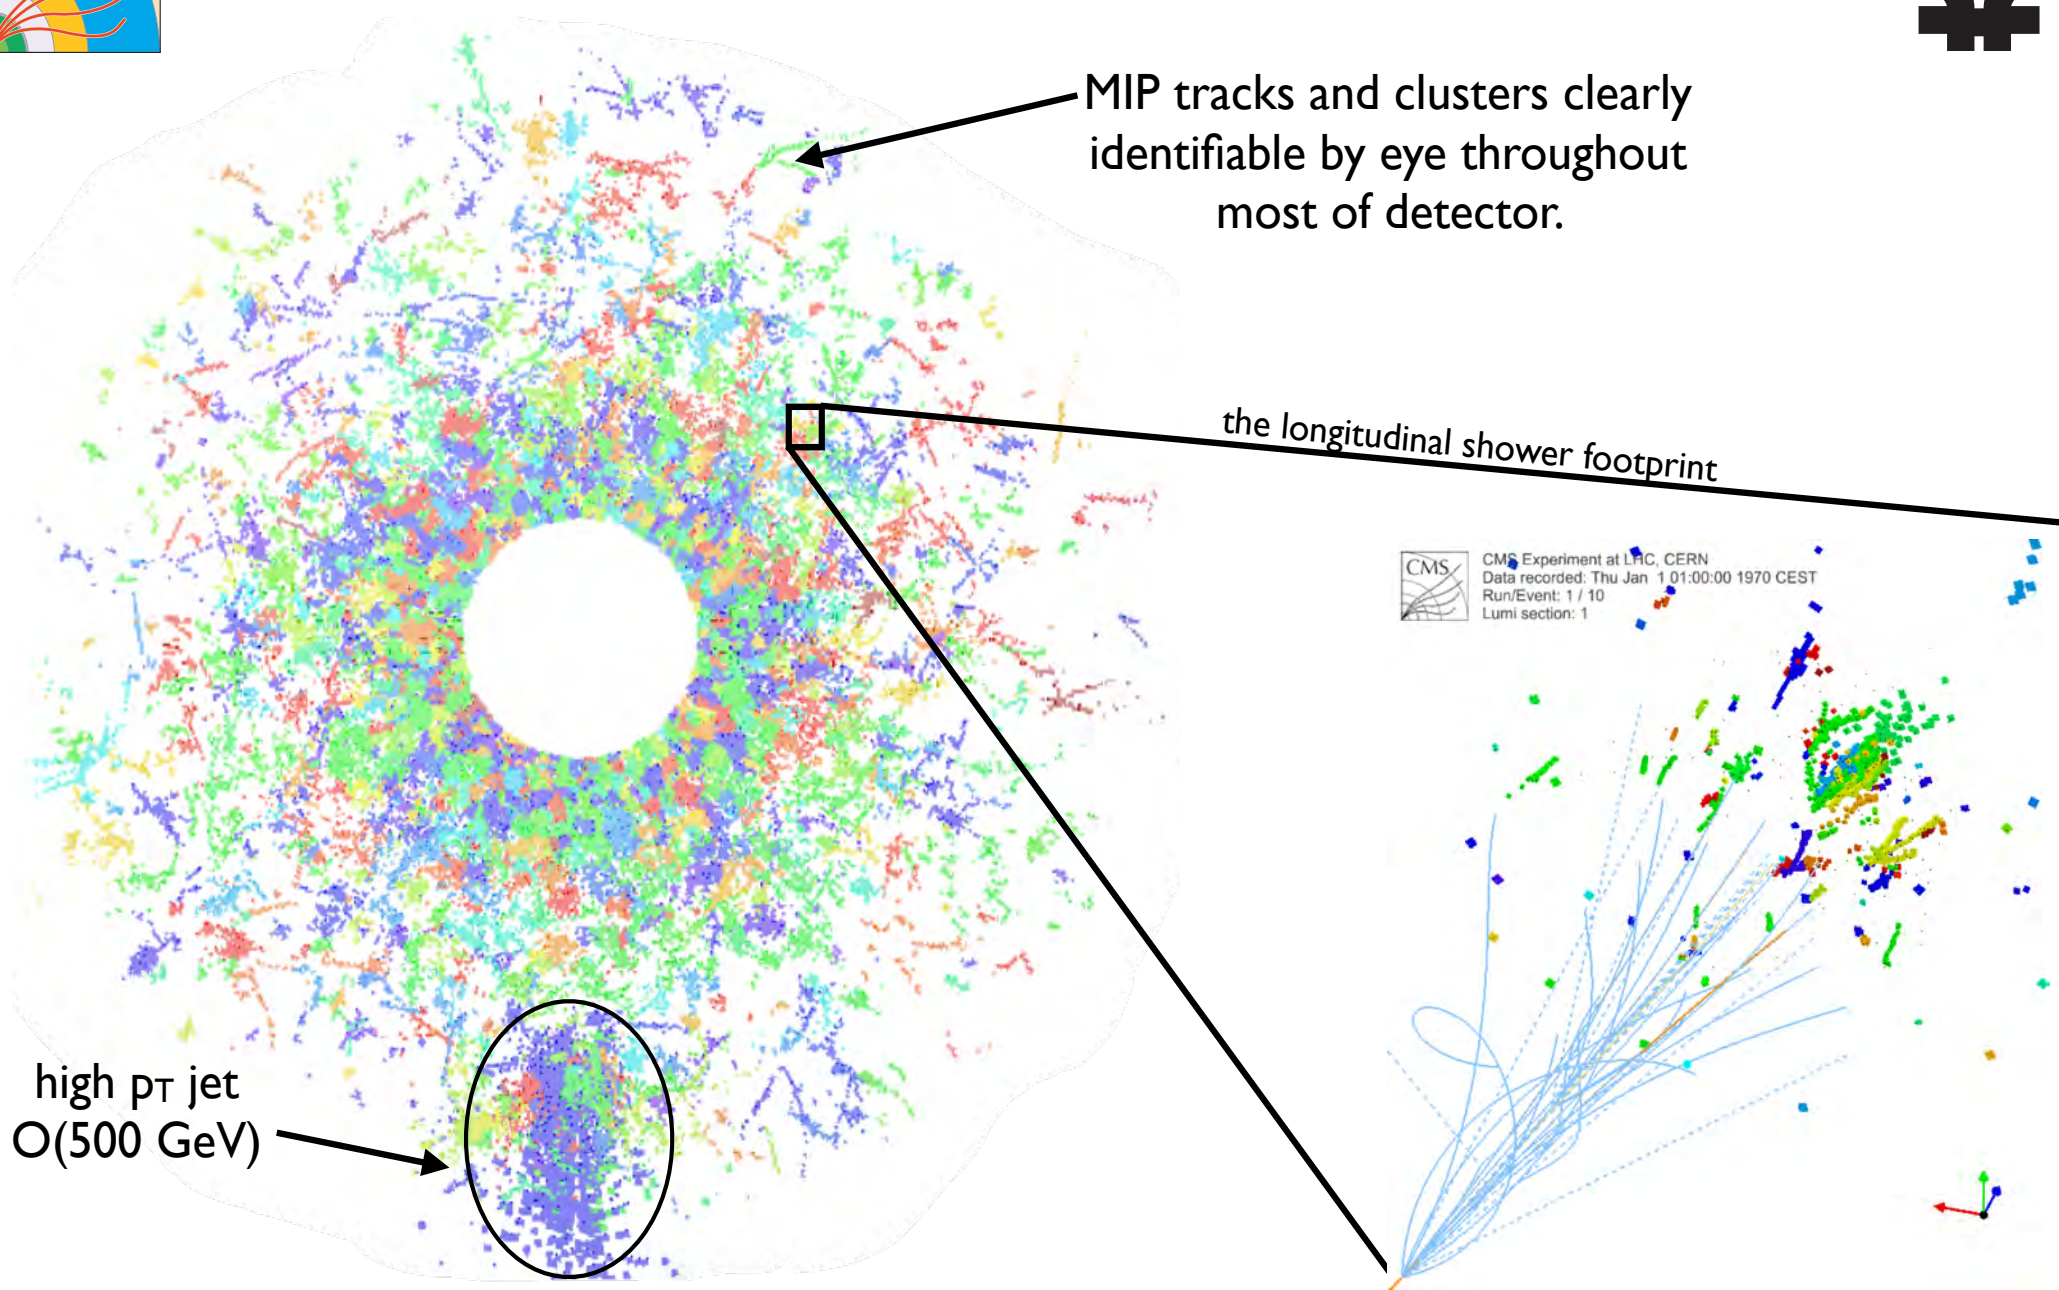 MIP tracks and clusters clearly
identifiable by eye throughout
most of detector.
the longitudinal shower footprint
CMS
CMS Experiment at LHC, CERN
Data recorded: Thu Jan 1 01:00:00 1970 CEST
Run/Event: 1 / 10
Lumi section: 1
high pT jet
O(500 GeV)